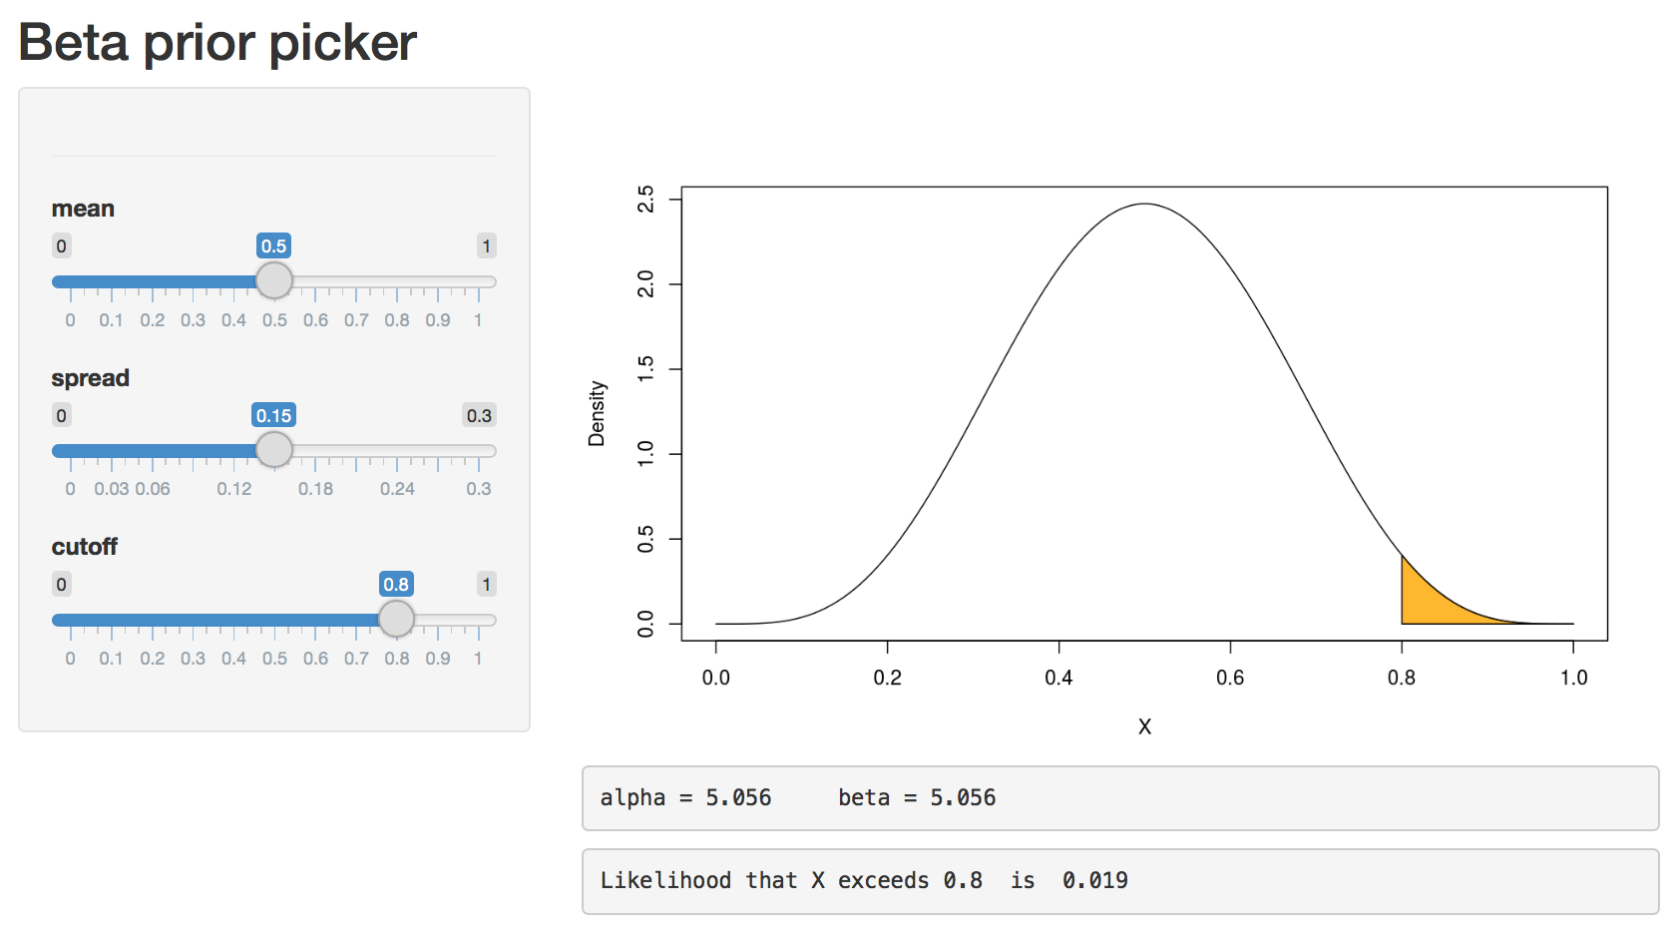 Beta prior picker
mean
0 0.5 1
0 0.1 0.2 0.3 0.4 0.5 0.6 0.7 0.8 0.9 1
spread
0 0.15 0.3
0 0.03 0.06 0.12 0.18 0.24 0.3
cutoff
0 0.8 1
0 0.1 0.2 0.3 0.4 0.5 0.6 0.7 0.8 0.9 1
Density
2.5
2.0
1.5
1.0
0.5
0.0
0.0 0.2 0.4 0.6 0.8 1.0
X
alpha = 5.056 beta = 5.056
Likelihood that X exceeds 0.8 is 0.019